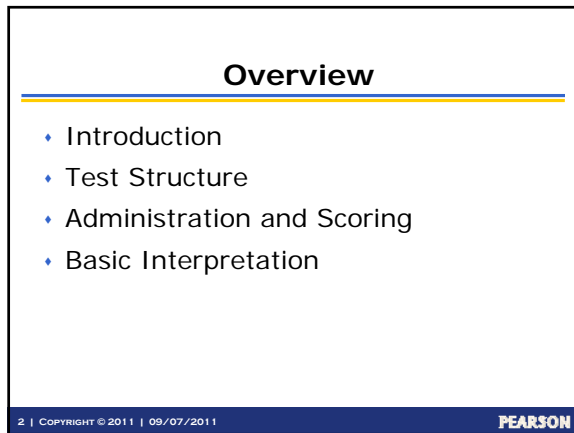 Overview
⬩ Introduction
⬩ Test Structure
⬩ Administration and Scoring
⬩ Basic Interpretation
2 | Copyright © 2011 | 09/07/2011 PEARSON